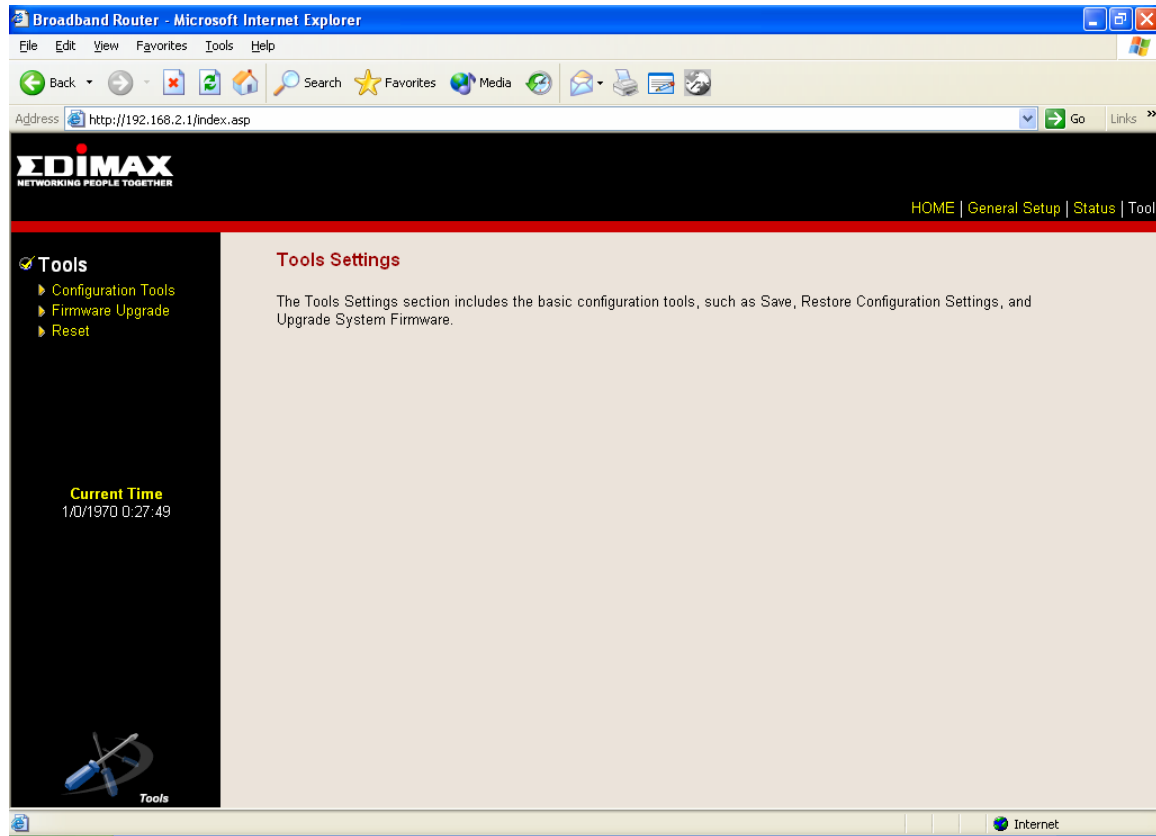 Broadband Router - Microsoft Internet Explorer
File Edit View Favorites Tools Help
Back Search Favorites Media
Address http://192.168.2.1/index.asp Go Links »
EDIMAX
NETWORKING PEOPLE TOGETHER
HOME | General Setup | Status | Tool
Tools
Configuration Tools
Firmware Upgrade
Reset
Tools Settings
The Tools Settings section includes the basic configuration tools, such as Save, Restore Configuration Settings, and
Upgrade System Firmware.
Current Time
1/0/1970 0:27:49
Tools
Internet